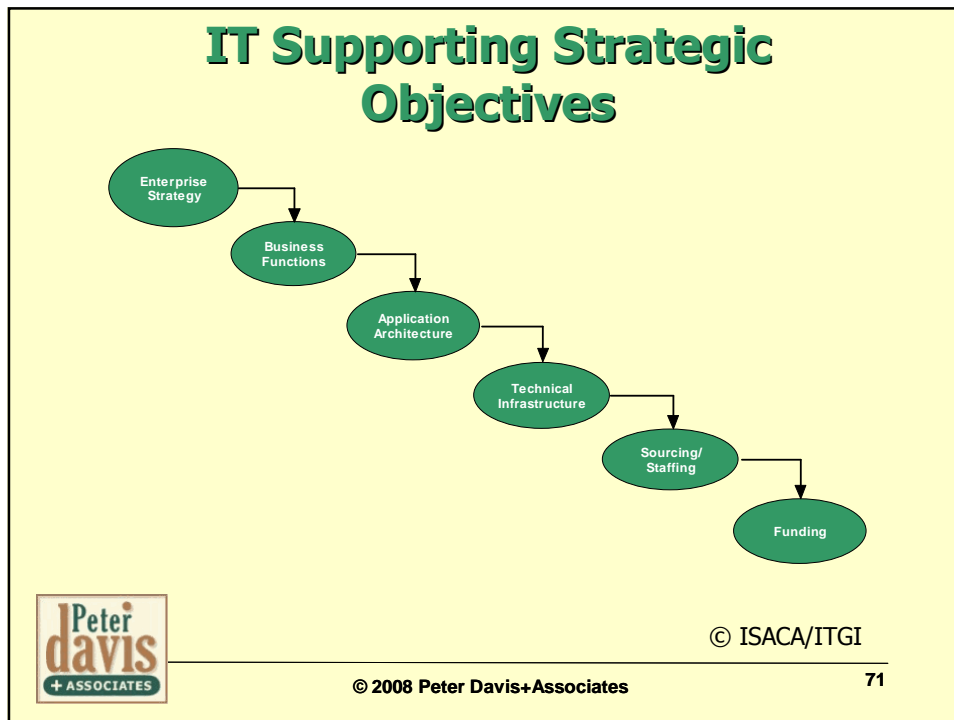 IT Supporting Strategic
Objectives
Enterprise
Strategy
Business
Functions
Application
Architecture
Technical
Infrastructure
Sourcing/
Staffing
Funding
© ISACA/ITGI
Peter
davis
+ ASSOCIATES
© 2008 Peter Davis+Associates
71